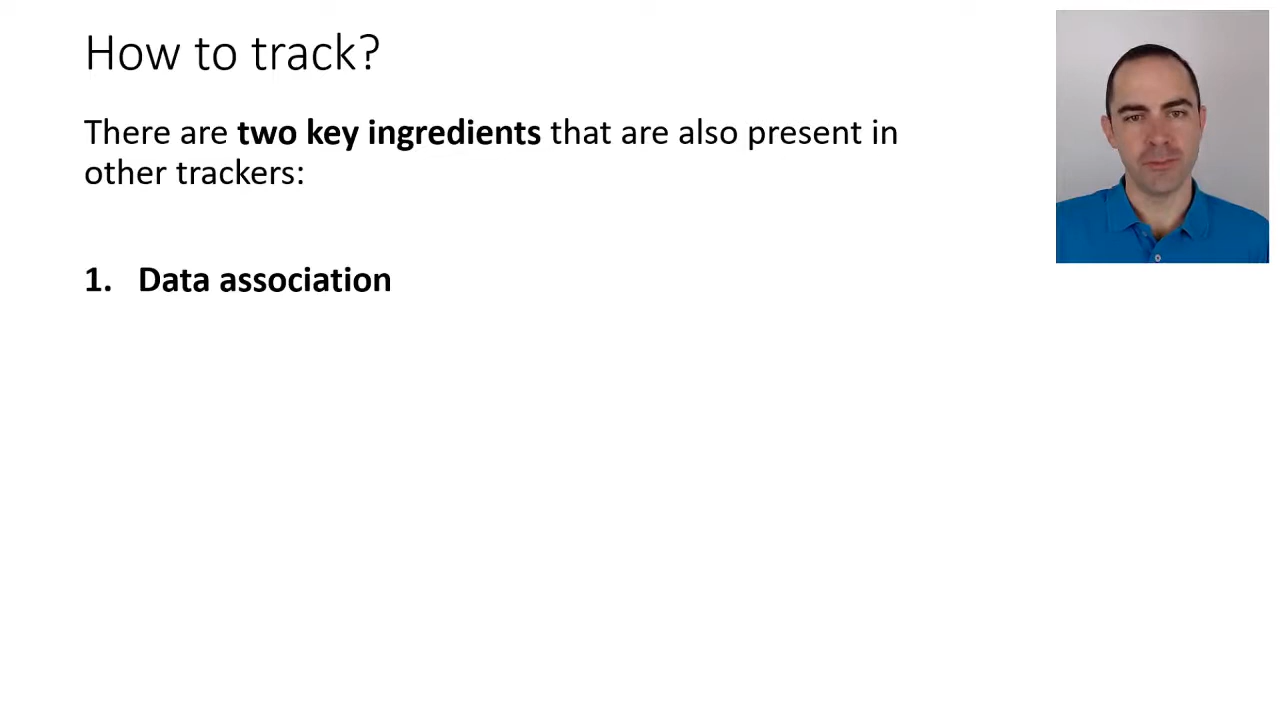 How to track?
There are two key ingredients that are also present in
other trackers:
1. Data association